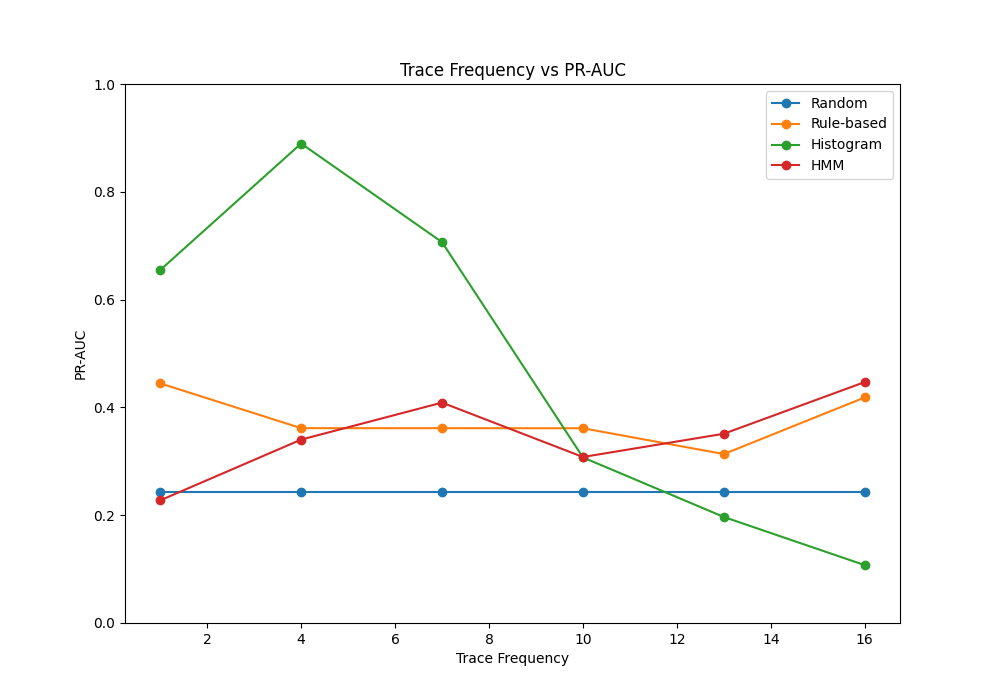 Trace Frequency vs PR-AUC
Random
Rule-based
Histogram
HMM
PR-AUC
1.0
0.8
0.6
0.4
0.2
0.0
2 4 6 8 10 12 14 16
Trace Frequency